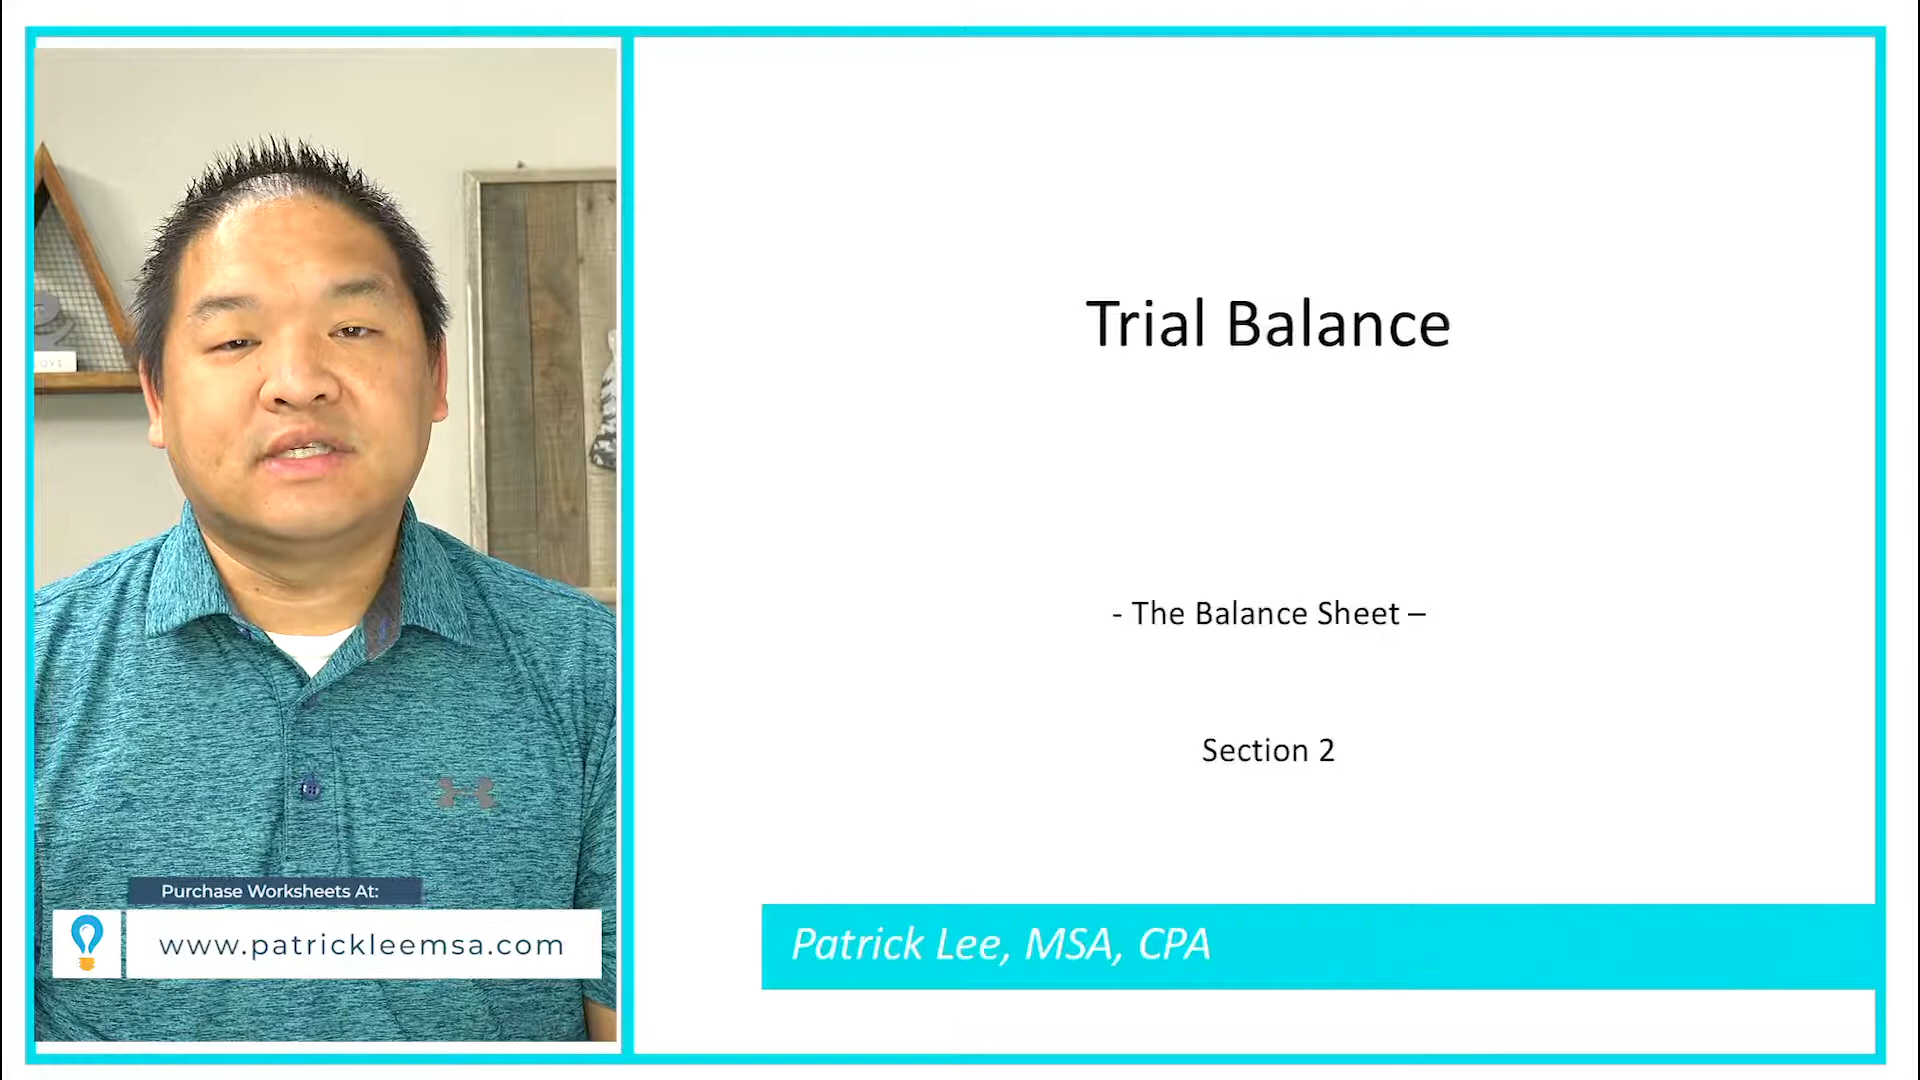 Trial Balance
- The Balance Sheet –
Section 2
Purchase Worksheets At:
www.patrickleemsa.com
Patrick Lee, MSA, CPA